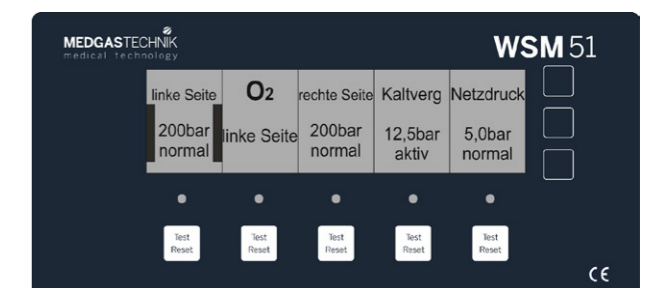 MEDGASTECHNIK
medical technology
WSM 51
linke Seite
200bar
normal
O2
linke Seite
rechte Seite
200bar
normal
Kaltverg
12,5bar
aktiv
Netzdruck
5,0bar
normal
Test
Reset
Test
Reset
Test
Reset
Test
Reset
Test
Reset
CE